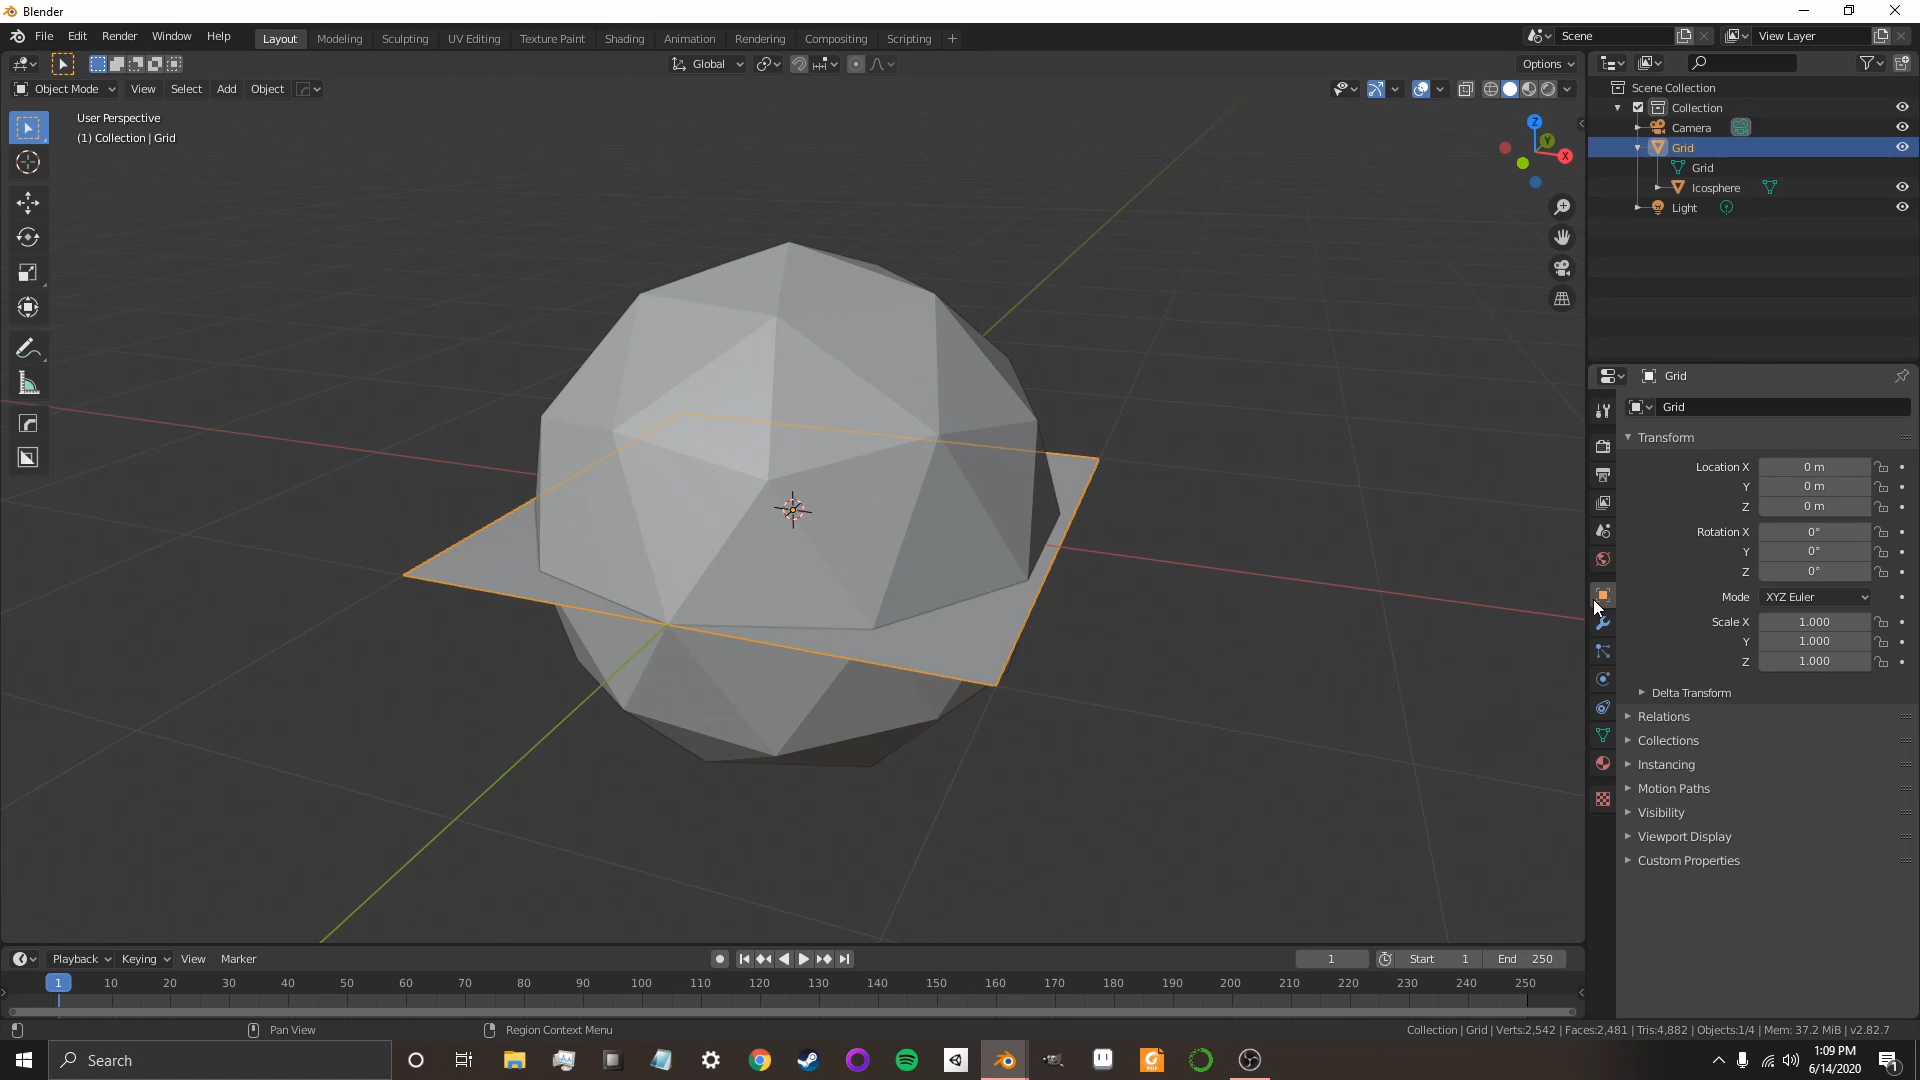 Blender
File Edit Render Window Help
Layout Modeling Sculpting UV Editing Texture Paint Shading Animation Rendering Compositing Scripting +
Scene
View Layer
Global
Options
Object Mode View Select Add Object
User Perspective
(1) Collection | Grid
Z
Y
X
Scene Collection
Collection
Camera
Grid
Grid
Icosphere
Light
Grid
Grid
Transform
Location X 0 m
Y 0 m
Z 0 m
Rotation X 0°
Y 0°
Z 0°
Mode XYZ Euler
Scale X 1.000
Y 1.000
Z 1.000
Delta Transform
Relations
Collections
Instancing
Motion Paths
Visibility
Viewport Display
Custom Properties
Playback Keying View Marker
1 Start 1 End 250
1 10 20 30 40 50 60 70 80 90 100 110 120 130 140 150 160 170 180 190 200 210 220 230 240 250
Pan View
Region Context Menu
Collection | Grid | Verts:2,542 | Faces:2,481 | Tris:4,882 | Objects:1/4 | Mem: 37.2 MiB | v2.82.7
Search
1:09 PM
6/14/2020
1